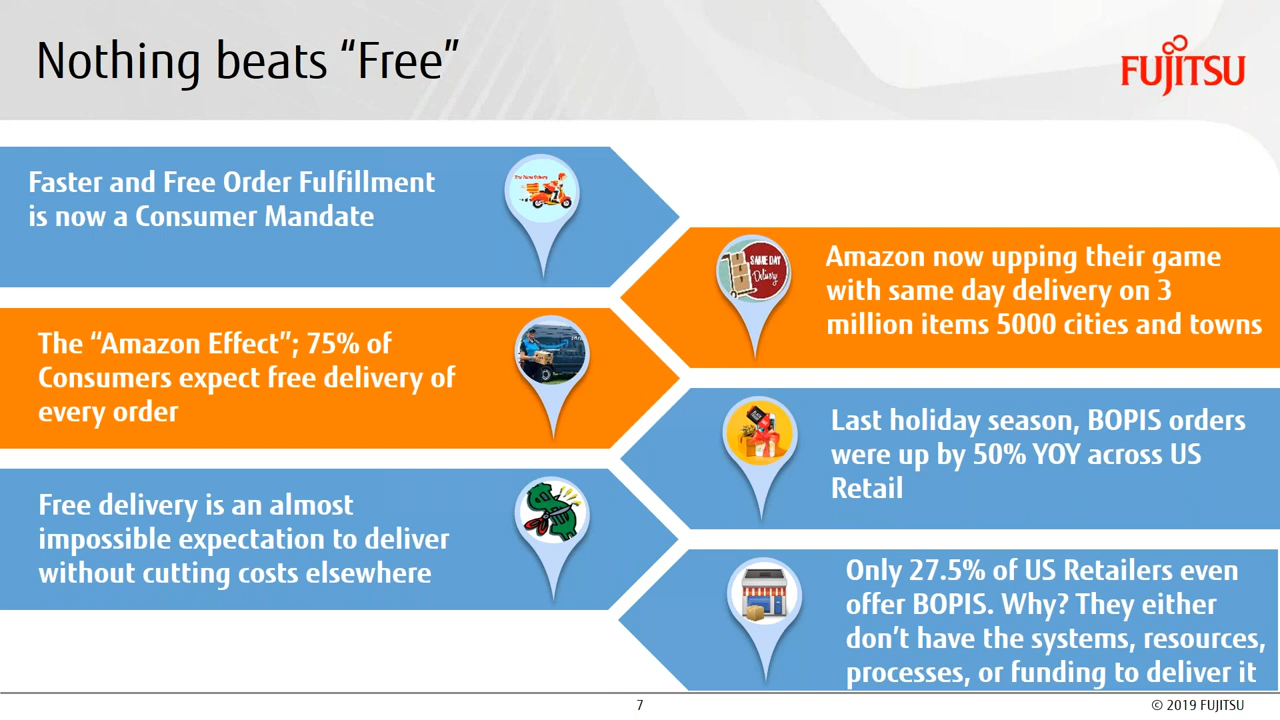 Nothing beats “Free”
FUJITSU
Faster and Free Order Fulfillment
is now a Consumer Mandate
SAME DAY
Delivery
Amazon now upping their game
with same day delivery on 3
million items 5000 cities and towns
The “Amazon Effect”; 75% of
Consumers expect free delivery of
every order
Last holiday season, BOPIS orders
were up by 50% YOY across US
Retail
Free delivery is an almost
impossible expectation to deliver
without cutting costs elsewhere
Only 27.5% of US Retailers even
offer BOPIS. Why? They either
don’t have the systems, resources,
processes, or funding to deliver it
7
© 2019 FUJITSU